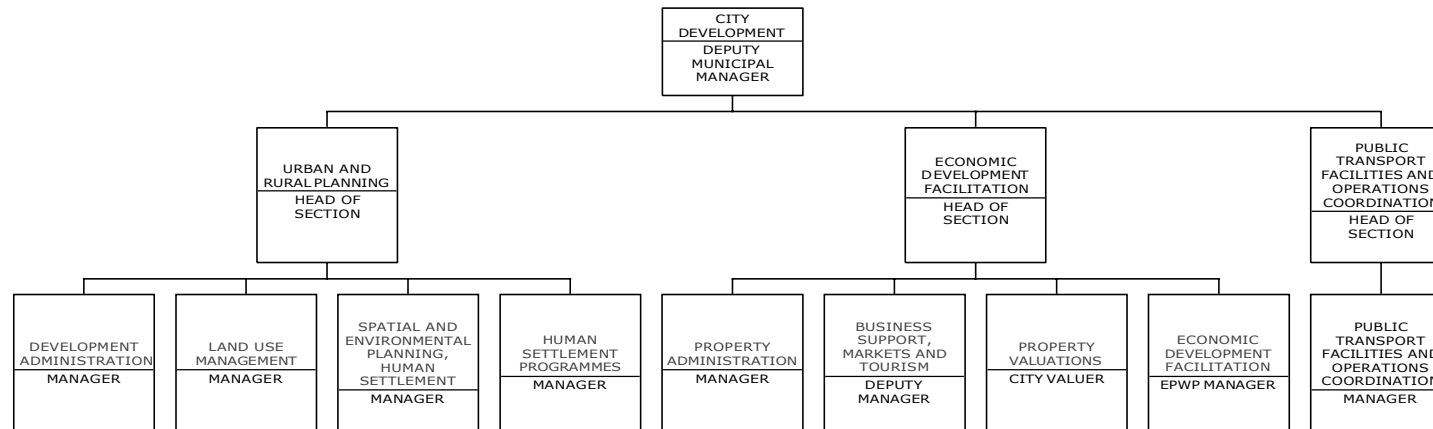 CITY
DEVELOPMENT
DEPUTY
MUNICIPAL
MANAGER
URBAN AND
RURAL PLANNING
HEAD OF
SECTION
ECONOMIC
DEVELOPMENT
FACILITATION
HEAD OF
SECTION
PUBLIC
TRANSPORT
FACILITIES AND
OPERATIONS
COORDINATION
HEAD OF
SECTION
DEVELOPMENT
ADMINISTRATION
MANAGER
LAND USE
MANAGEMENT
MANAGER
SPATIAL AND
ENVIRONMENTAL
PLANNING,
HUMAN
SETTLEMENT
MANAGER
HUMAN
SETTLEMENT
PROGRAMMES
MANAGER
PROPERTY
ADMINISTRATION
MANAGER
BUSINESS
SUPPORT,
MARKETS AND
TOURISM
DEPUTY
MANAGER
PROPERTY
VALUATIONS
CITY VALUER
ECONOMIC
DEVELOPMENT
FACILITATION
EPWP MANAGER
PUBLIC
TRANSPORT
FACILITIES AND
OPERATIONS
COORDINATION
MANAGER